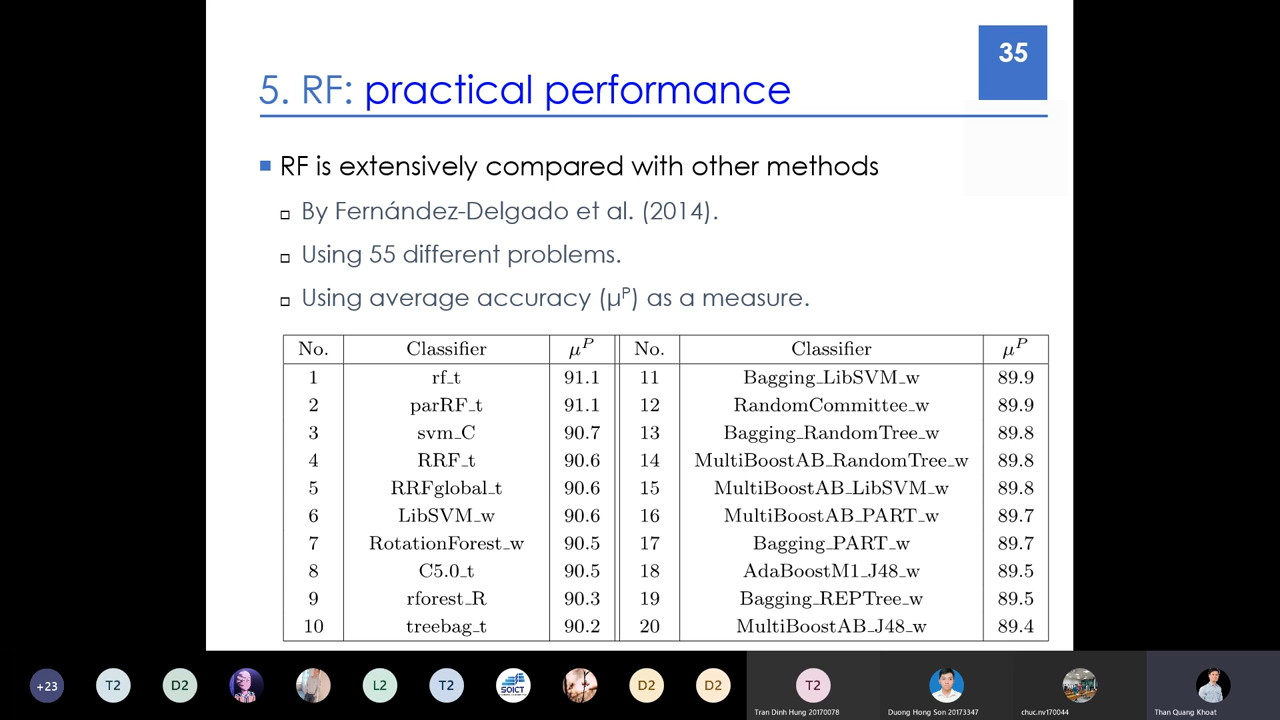 35
5. RF: practical performance
RF is extensively compared with other methods
By Fernández-Delgado et al. (2014).
Using 55 different problems.
Using average accuracy (μᴾ) as a measure.
No. Classifier μᴾ No. Classifier μᴾ
1 rf_t 91.1 11 Bagging_LibSVM_w 89.9
2 parRF_t 91.1 12 RandomCommittee_w 89.9
3 svm_C 90.7 13 Bagging_RandomTree_w 89.8
4 RRF_t 90.6 14 MultiBoostAB_RandomTree_w 89.8
5 RRFglobal_t 90.6 15 MultiBoostAB_LibSVM_w 89.8
6 LibSVM_w 90.6 16 MultiBoostAB_PART_w 89.7
7 RotationForest_w 90.5 17 Bagging_PART_w 89.7
8 C5.0_t 90.5 18 AdaBoostM1_J48_w 89.5
9 rforest_R 90.3 19 Bagging_REPTree_w 89.5
10 treebag_t 90.2 20 MultiBoostAB_J48_w 89.4
+23 T2 D2 L2 T2 SOICT D2 D2 T2
Tran Dinh Hung 20170078 Duong Hong Son 20173347 chuc.nv170044 Than Quang Khoat